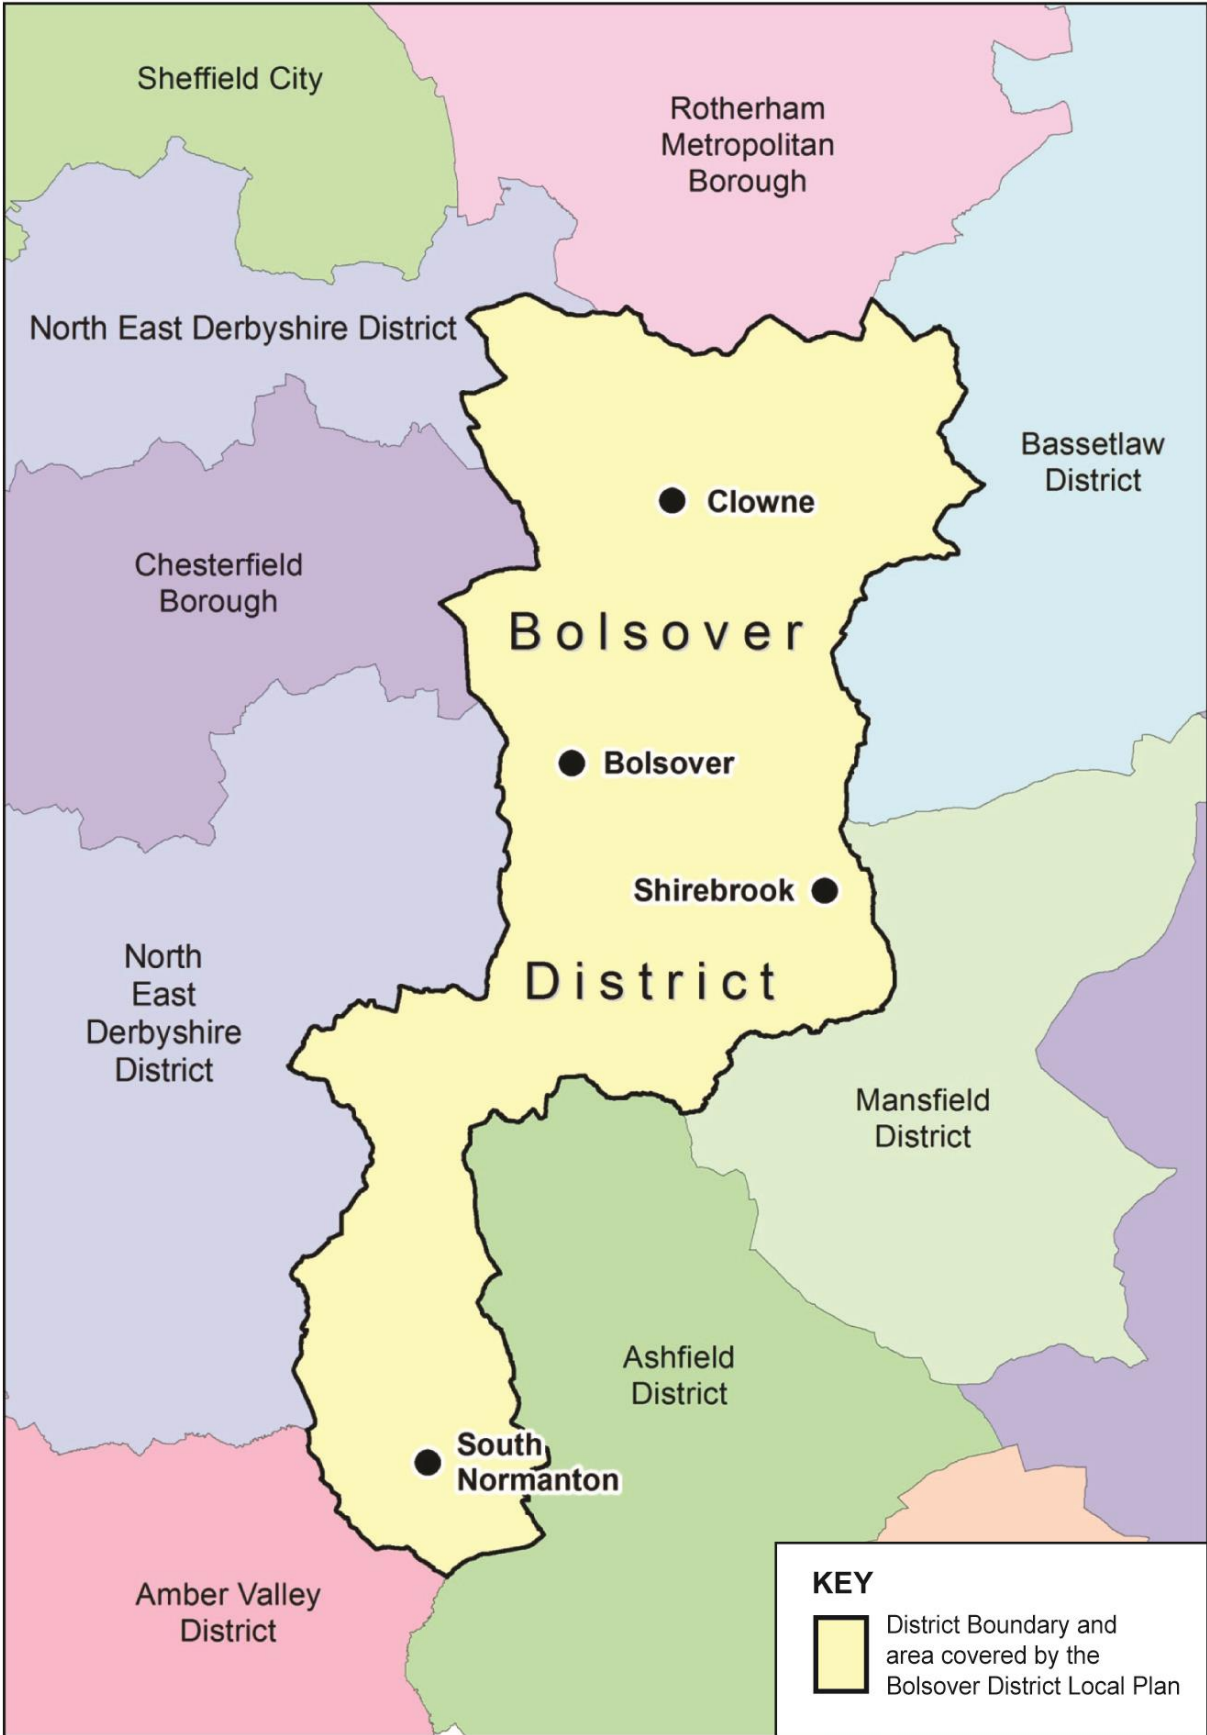 Sheffield City
Rotherham
Metropolitan
Borough
North East Derbyshire District
Bassetlaw
District
Clowne
Chesterfield
Borough
Bolsover
Bolsover
Shirebrook
District
North
East
Derbyshire
District
Mansfield
District
Ashfield
District
South
Normanton
Amber Valley
District
KEY
District Boundary and
area covered by the
Bolsover District Local Plan